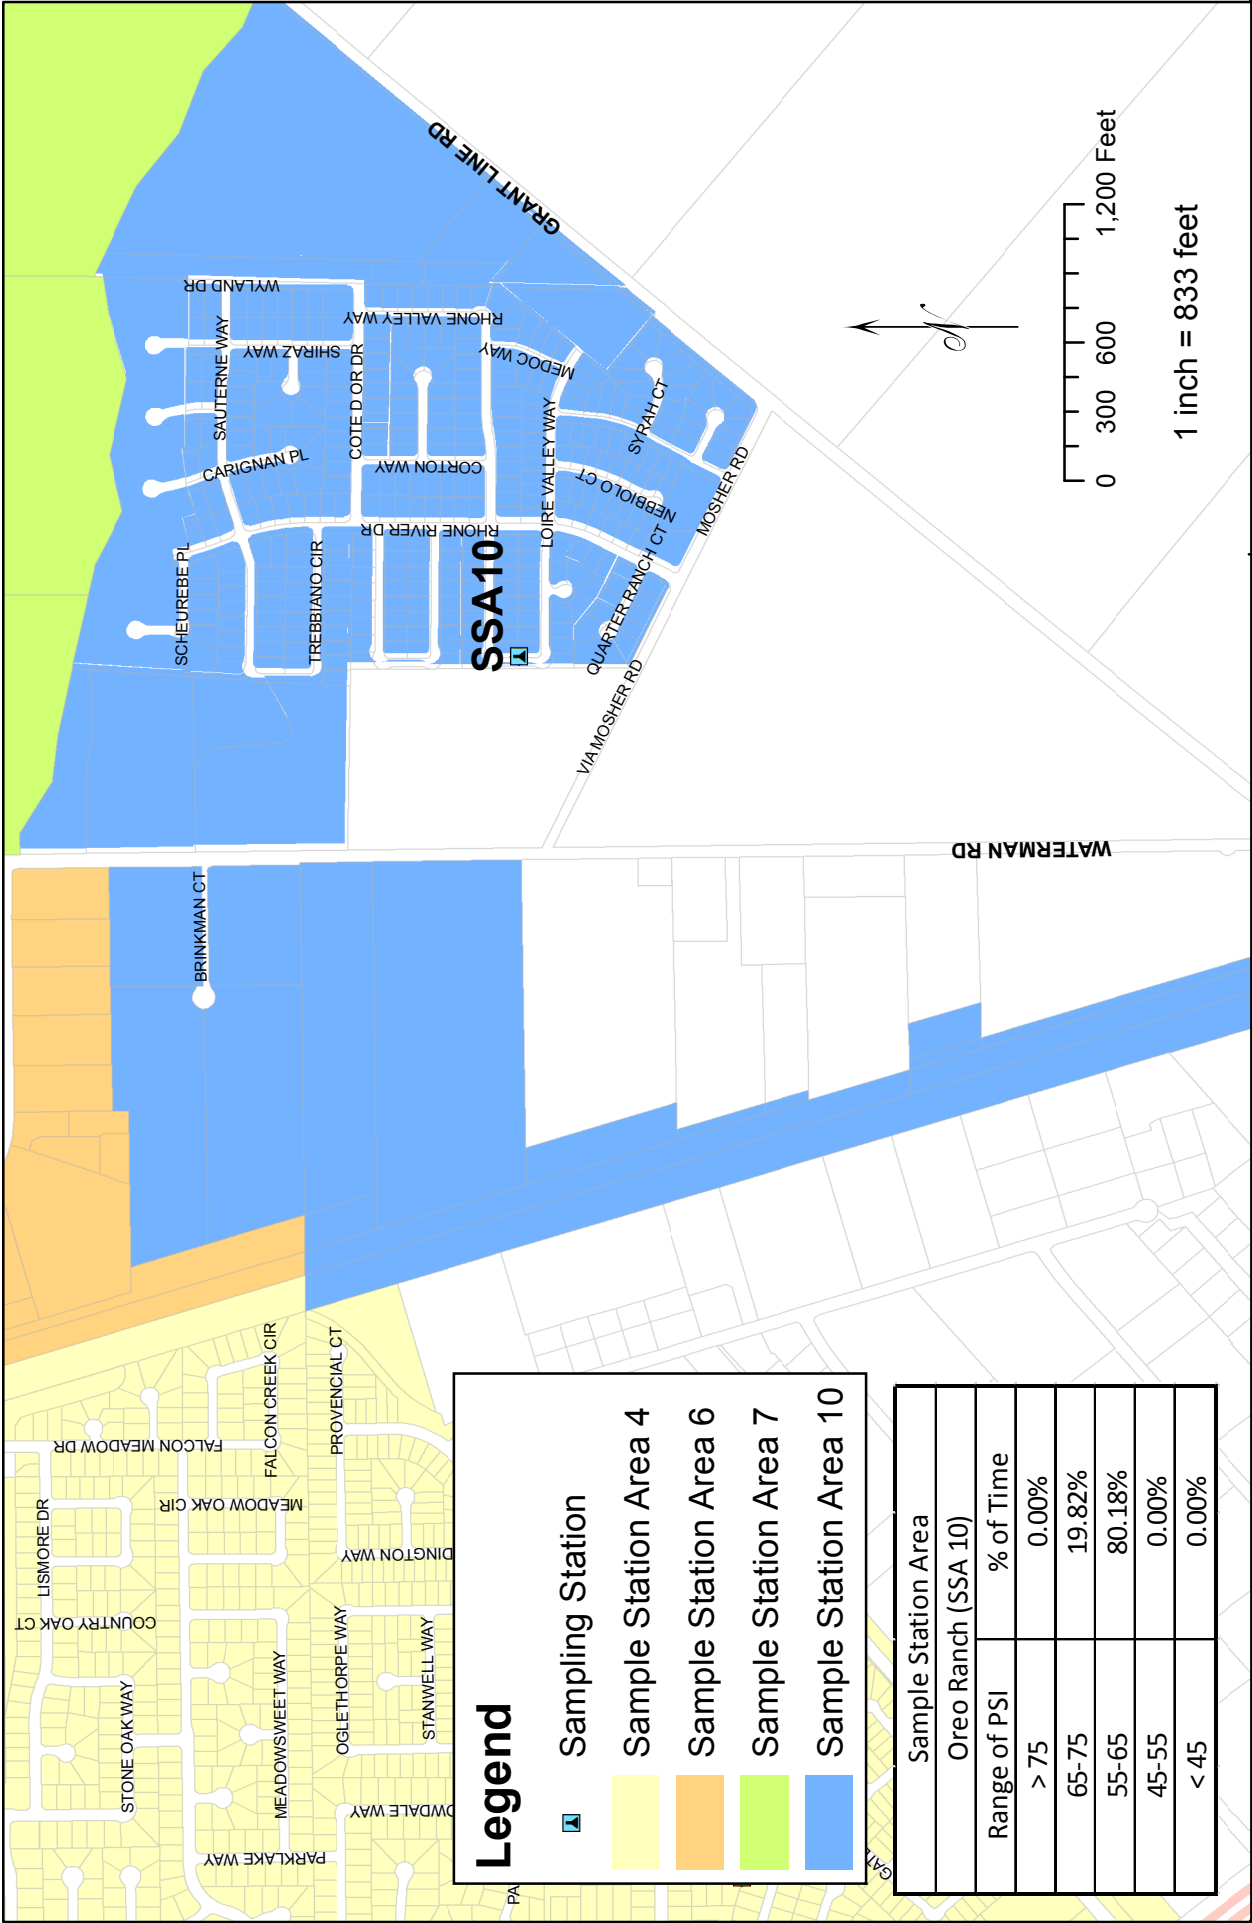 LISMORE DR
COUNTRY OAK CT
STONE OAK WAY
FALCON MEADOW DR
MEADOW OAK CIR
FALCON CREEK CIR
PROVENCIAL CT
MEADOWSWEET WAY
PARKLAKE WAY
OGLETHORPE WAY
DINGTON WAY
STANWELL WAY
OWDALE WAY
PA
GATE
BRINKMAN CT
WATERMAN RD
SCHEUREBE PL
CARIGNAN PL
SAUTERNE WAY
WYLAND DR
SHIRAZ WAY
TREBBIANO CIR
COTE D OR DR
RHONE VALLEY WAY
CORTON WAY
RHONE RIVER DR
SSA10
MEDOC WAY
LOIRE VALLEY WAY
NEBBIOLO CT
SYRAH CT
QUARTER RANCH CT
MOSHER RD
VIA MOSHER RD
GRANT LINE RD
Legend
Sampling Station
Sample Station Area 4
Sample Station Area 6
Sample Station Area 7
Sample Station Area 10
Sample Station Area
Oreo Ranch (SSA 10)
Range of PSI % of Time
> 75 0.00%
65-75 19.82%
55-65 80.18%
45-55 0.00%
< 45 0.00%
N
0 300 600 1,200 Feet
1 inch = 833 feet